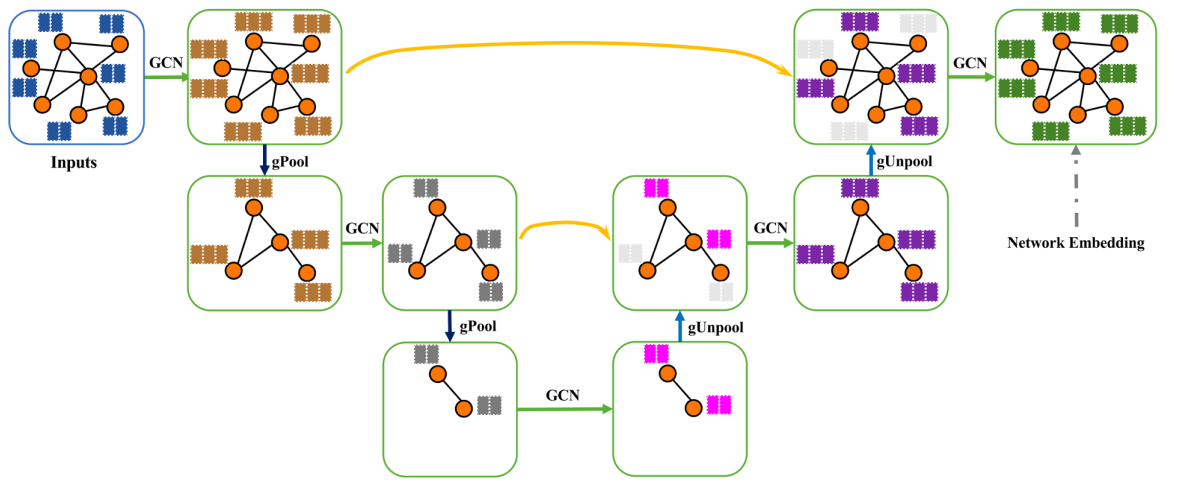 GCN
GCN
Inputs
gPool
gUnpool
GCN
GCN
Network Embedding
gPool
gUnpool
GCN